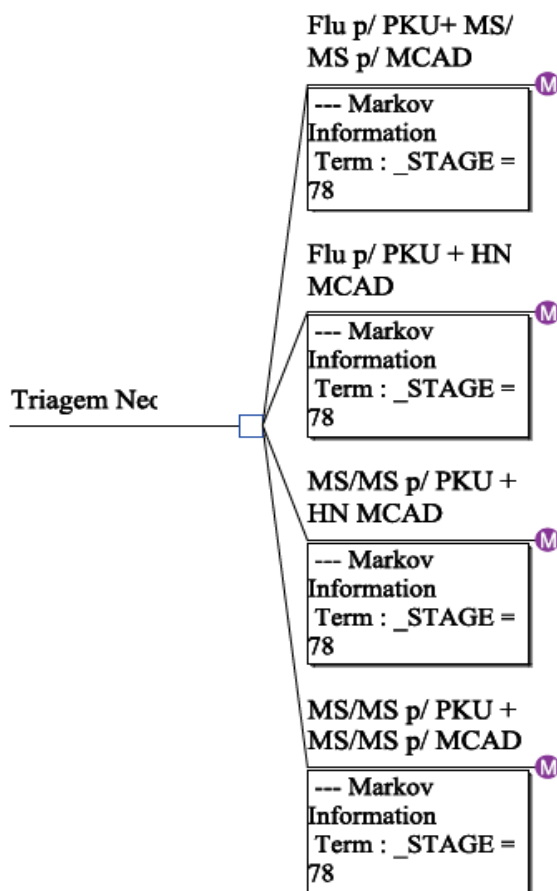 Flu p/ PKU+ MS/
MS p/ MCAD
M
--- Markov
Information
Term : _STAGE =
78
Flu p/ PKU + HN
MCAD
M
--- Markov
Information
Term : _STAGE =
78
Triagem Nec
MS/MS p/ PKU +
HN MCAD
M
--- Markov
Information
Term : _STAGE =
78
MS/MS p/ PKU +
MS/MS p/ MCAD
M
--- Markov
Information
Term : _STAGE =
78